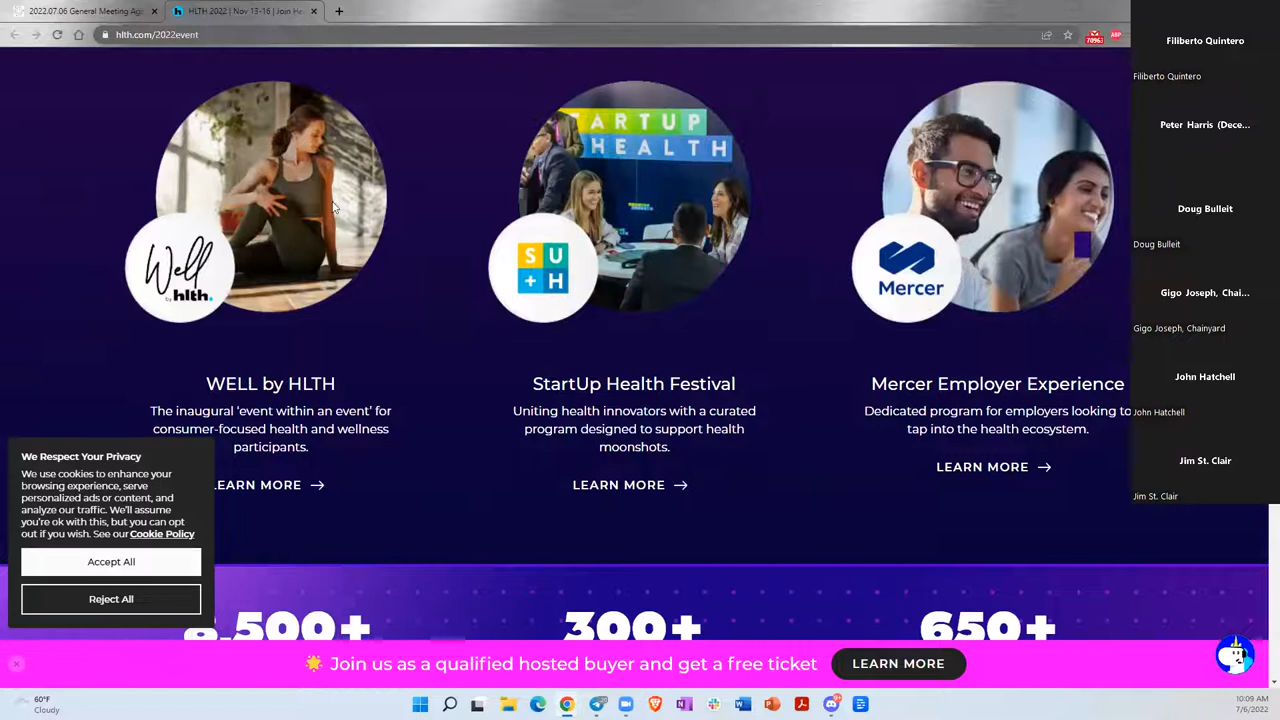 2022.07.06 General Meeting Ag
HLTH 2022 | Nov 13-16 | Join He
hlth.com/2022event
7096
ABP
Filiberto Quintero
Filiberto Quintero
Peter Harris (Dece...
Doug Bulleit
Doug Bulleit
Gigo Joseph, Chai...
Gigo Joseph, Chainyard
John Hatchell
John Hatchell
Jim St. Clair
Jim St. Clair
TARTUP
HEALTH
Well
by hlth.
S U
+ H
Mercer
WELL by HLTH
The inaugural 'event within an event' for
consumer-focused health and wellness
participants.
LEARN MORE
StartUp Health Festival
Uniting health innovators with a curated
program designed to support health
moonshots.
LEARN MORE
Mercer Employer Experience
Dedicated program for employers looking to
tap into the health ecosystem.
LEARN MORE
We Respect Your Privacy
We use cookies to enhance your
browsing experience, serve
personalized ads or content, and
analyze our traffic. We'll assume
you're ok with this, but you can opt
out if you wish. See our Cookie Policy
Accept All
Reject All
8,500+
300+
650+
Join us as a qualified hosted buyer and get a free ticket
LEARN MORE
60°F
Cloudy
10:09 AM
7/6/2022